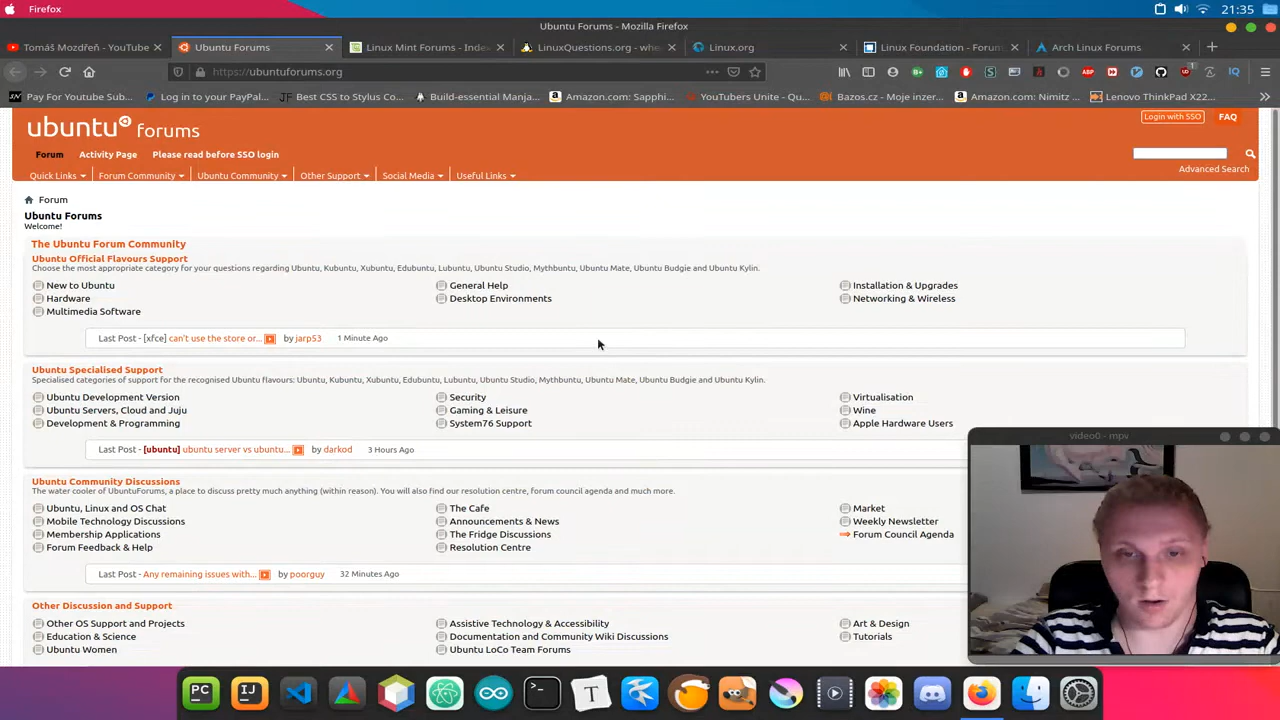 Firefox
21:35
Ubuntu Forums - Mozilla Firefox
Tomáš Mozdřeň - YouTube
Ubuntu Forums
Linux Mint Forums - Index
LinuxQuestions.org - whe
Linux.org
Linux Foundation - Forum
Arch Linux Forums
https://ubuntuforums.org
Pay For Youtube Sub...
Log in to your PayPal...
Best CSS to Stylus Co...
Build-essential Manja...
Amazon.com: Sapphi...
YouTubers Unite - Qu...
Bazos.cz - Moje inzer...
Amazon.com: Nimitz ...
Lenovo ThinkPad X22...
ubuntu forums
Login with SSO
FAQ
Forum
Activity Page
Please read before SSO login
Advanced Search
Quick Links
Forum Community
Ubuntu Community
Other Support
Social Media
Useful Links
Forum
Ubuntu Forums
Welcome!
The Ubuntu Forum Community
Ubuntu Official Flavours Support
Choose the most appropriate category for your questions regarding Ubuntu, Kubuntu, Xubuntu, Edubuntu, Lubuntu, Ubuntu Studio, Mythbuntu, Ubuntu Mate, Ubuntu Budgie and Ubuntu Kylin.
New to Ubuntu
General Help
Installation & Upgrades
Hardware
Desktop Environments
Networking & Wireless
Multimedia Software
Last Post - [xfce] can't use the store or... by jarp53 1 Minute Ago
Ubuntu Specialised Support
Specialised categories of support for the recognised Ubuntu flavours: Ubuntu, Kubuntu, Xubuntu, Edubuntu, Lubuntu, Ubuntu Studio, Mythbuntu, Ubuntu Mate, Ubuntu Budgie and Ubuntu Kylin.
Ubuntu Development Version
Security
Virtualisation
Ubuntu Servers, Cloud and Juju
Gaming & Leisure
Wine
Development & Programming
System76 Support
Apple Hardware Users
Last Post - [ubuntu] ubuntu server vs ubuntu... by darkod 3 Hours Ago
video0 - mpv
Ubuntu Community Discussions
The water cooler of UbuntuForums, a place to discuss pretty much anything (within reason). You will also find our resolution centre, forum council agenda and much more.
Ubuntu, Linux and OS Chat
The Cafe
Market
Mobile Technology Discussions
Announcements & News
Weekly Newsletter
Membership Applications
The Fridge Discussions
Forum Council Agenda
Forum Feedback & Help
Resolution Centre
Last Post - Any remaining issues with... by poorguy 32 Minutes Ago
Other Discussion and Support
Other OS Support and Projects
Assistive Technology & Accessibility
Art & Design
Education & Science
Documentation and Community Wiki Discussions
Tutorials
Ubuntu Women
Ubuntu LoCo Team Forums